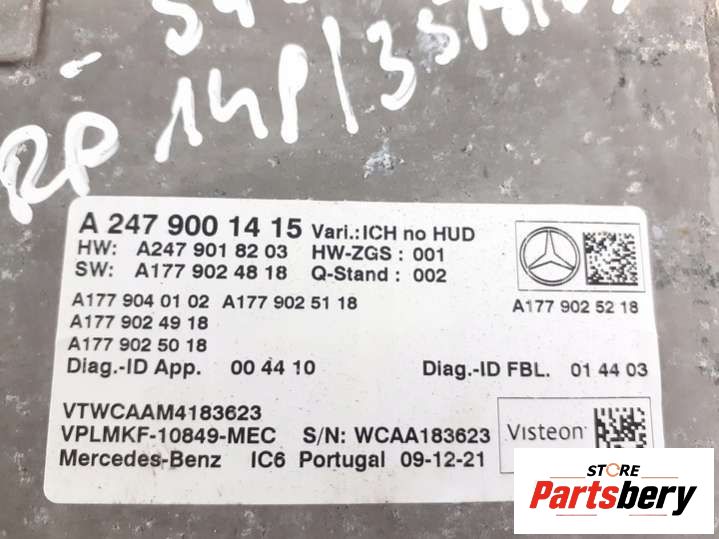 RP 14P/3
A 247 900 14 15 Vari.:ICH no HUD
HW: A247 901 82 03 HW-ZGS : 001
SW: A177 902 48 18 Q-Stand : 002
A177 904 01 02 A177 902 51 18
A177 902 49 18
A177 902 50 18
A177 902 52 18
Diag.-ID App. 00 44 10 Diag.-ID FBL. 01 44 03
VTWCAAM4183623
VPLMKF-10849-MEC S/N: WCAA183623
Mercedes-Benz IC6 Portugal 09-12-21
Visteon
STORE
Partsbery